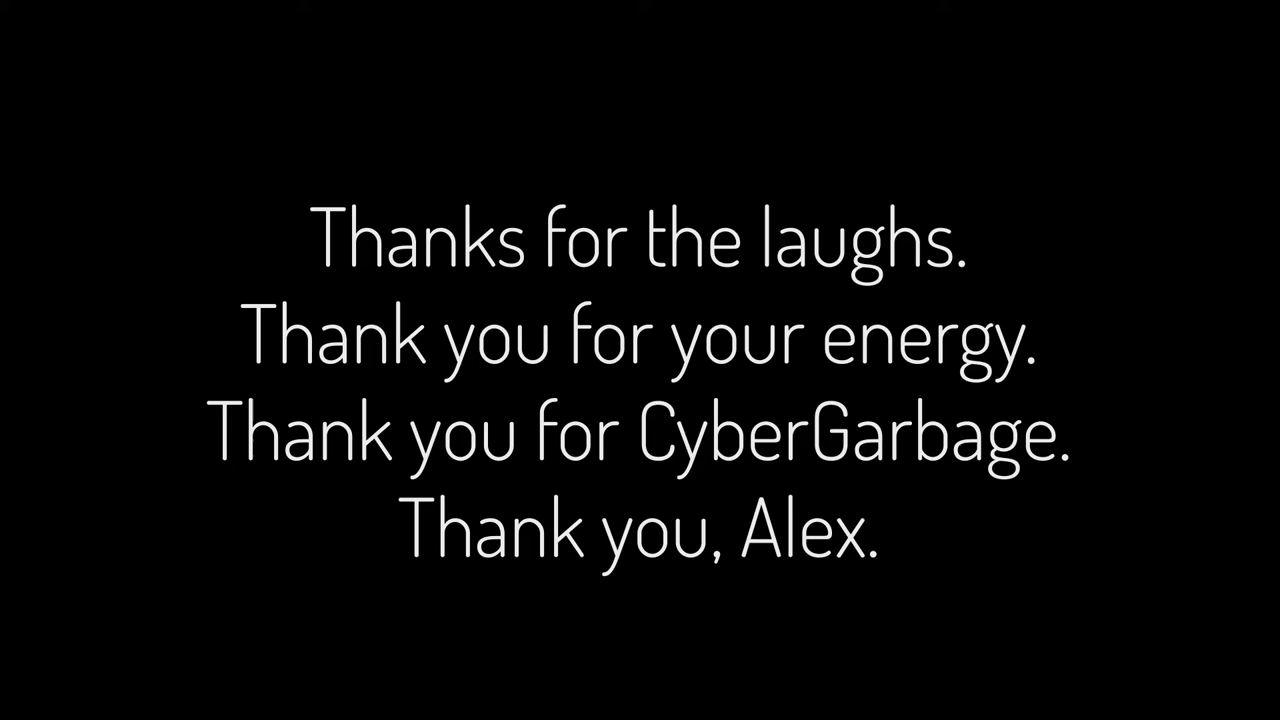 Thanks for the laughs.
Thank you for your energy.
Thank you for CyberGarbage.
Thank you, Alex.